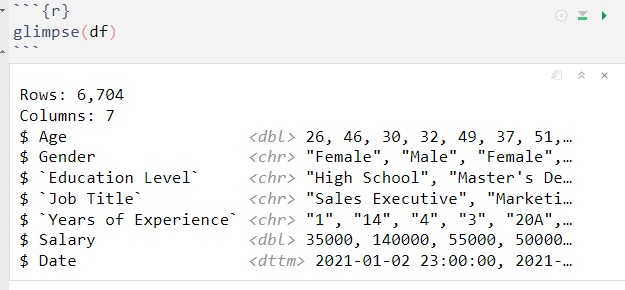 ```{r}
glimpse(df)
```
Rows: 6,704
Columns: 7
$ Age <dbl> 26, 46, 30, 32, 49, 37, 51,…
$ Gender <chr> "Female", "Male", "Female",…
$ `Education Level` <chr> "High School", "Master's De…
$ `Job Title` <chr> "Sales Executive", "Marketi…
$ `Years of Experience` <chr> "1", "14", "4", "3", "20A",…
$ Salary <dbl> 35000, 140000, 55000, 50000…
$ Date <dttm> 2021-01-02 23:00:00, 2021-…